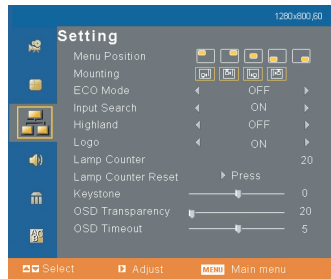 1280x800,60
Setting
Menu Position
Mounting
ECO Mode OFF
Input Search ON
Highland OFF
Logo ON
Lamp Counter 20
Lamp Counter Reset Press
Keystone 0
OSD Transparency 20
OSD Timeout 5
Select Adjust MENU Main menu